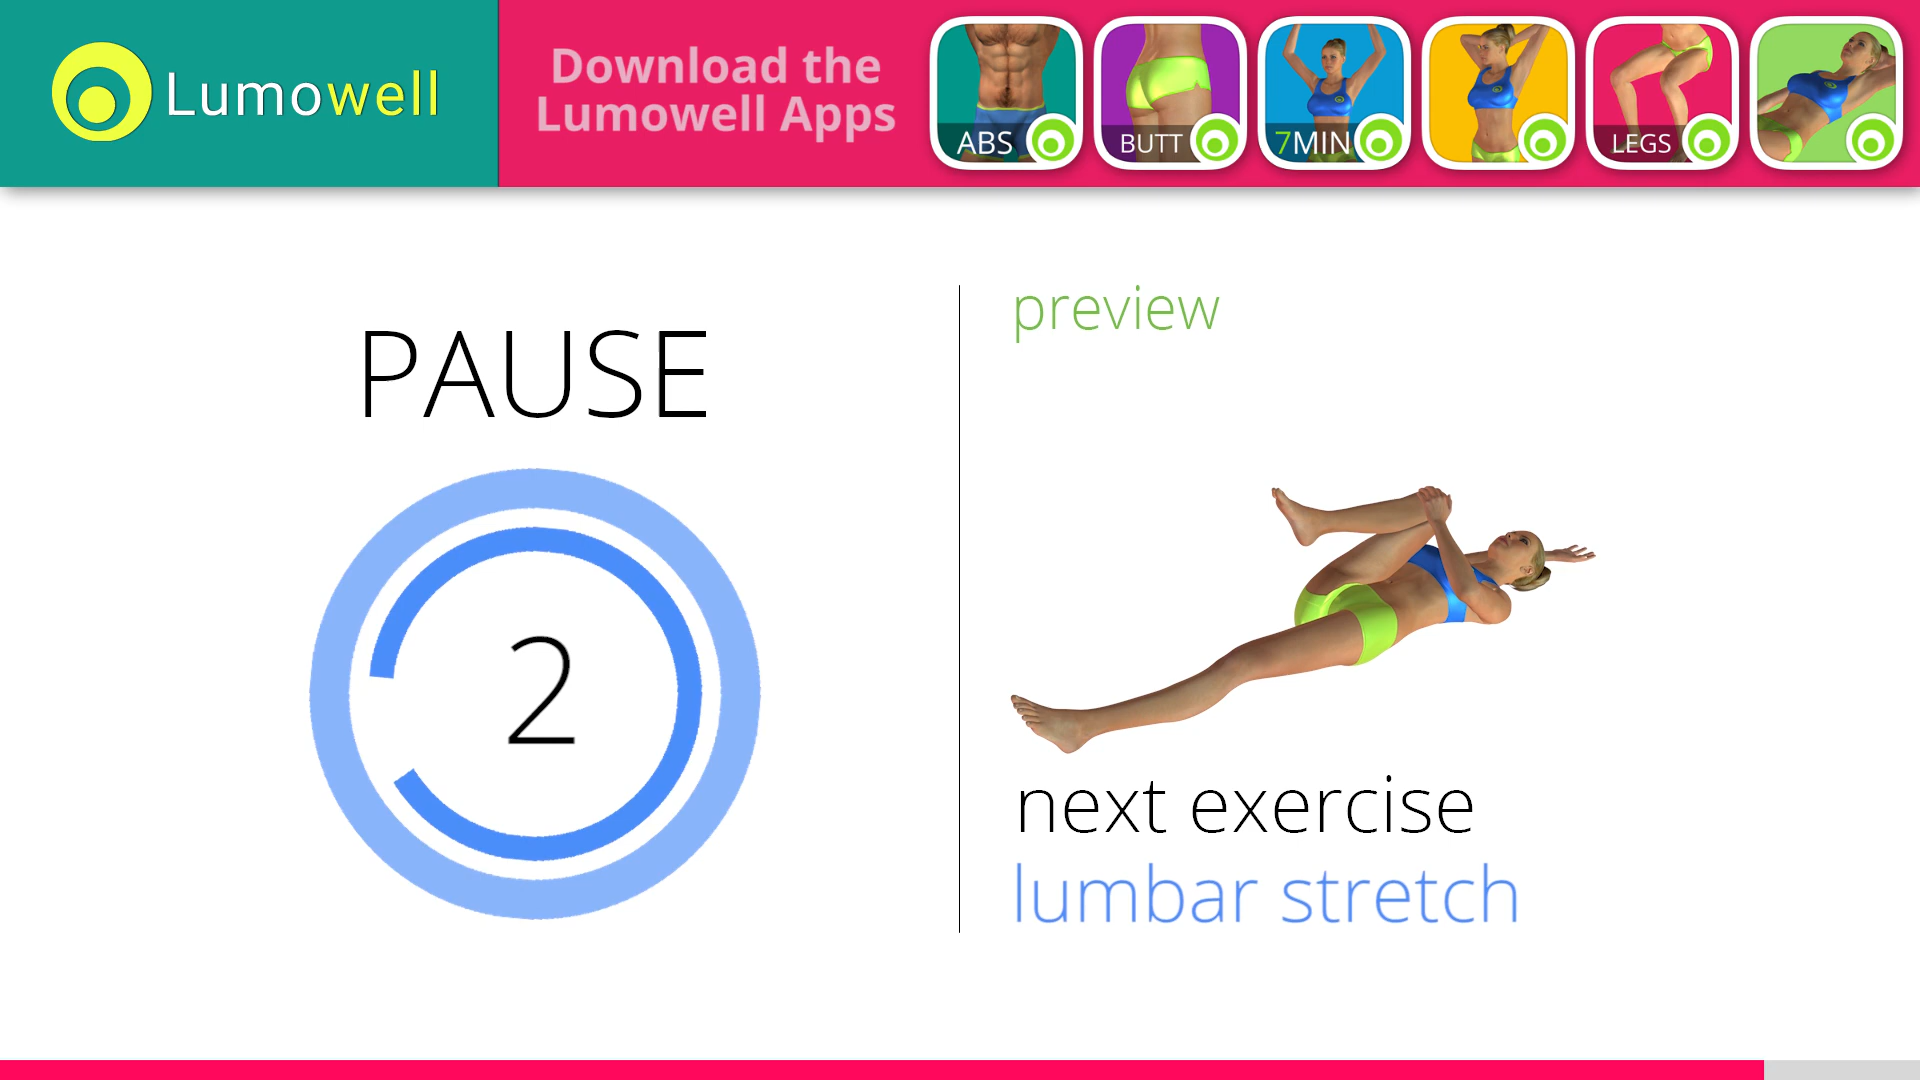 Lumowell
Download the
Lumowell Apps
ABS
BUTT
7MIN
LEGS
PAUSE
2
preview
next exercise
lumbar stretch